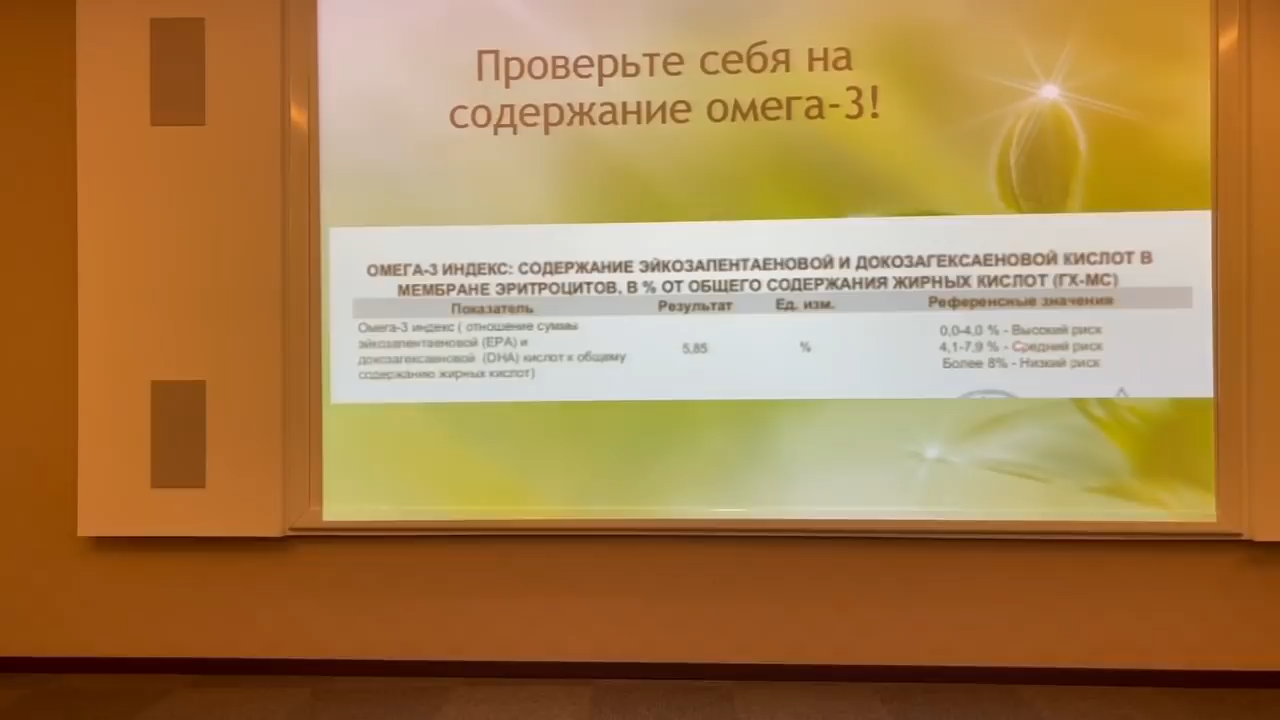 Проверьте себя на
содержание омега-3!
ОМЕГА-3 ИНДЕКС: СОДЕРЖАНИЕ ЭЙКОЗАПЕНТАЕНОВОЙ И ДОКОЗАГЕКСАЕНОВОЙ КИСЛОТ В
МЕМБРАНЕ ЭРИТРОЦИТОВ, В % ОТ ОБЩЕГО СОДЕРЖАНИЯ ЖИРНЫХ КИСЛОТ (ГХ-МС)
Показатель Результат Ед. изм. Референсные значения
Омега-3 индекс ( отношение суммы
эйкозапентаеновой (EPA) и
докозагексаеновой (DHA) кислот к общему
содержанию жирных кислот)
5,85 %
0,0-4,0 % - Высокий риск
4,1-7,9 % - Средний риск
Более 8% - Низкий риск